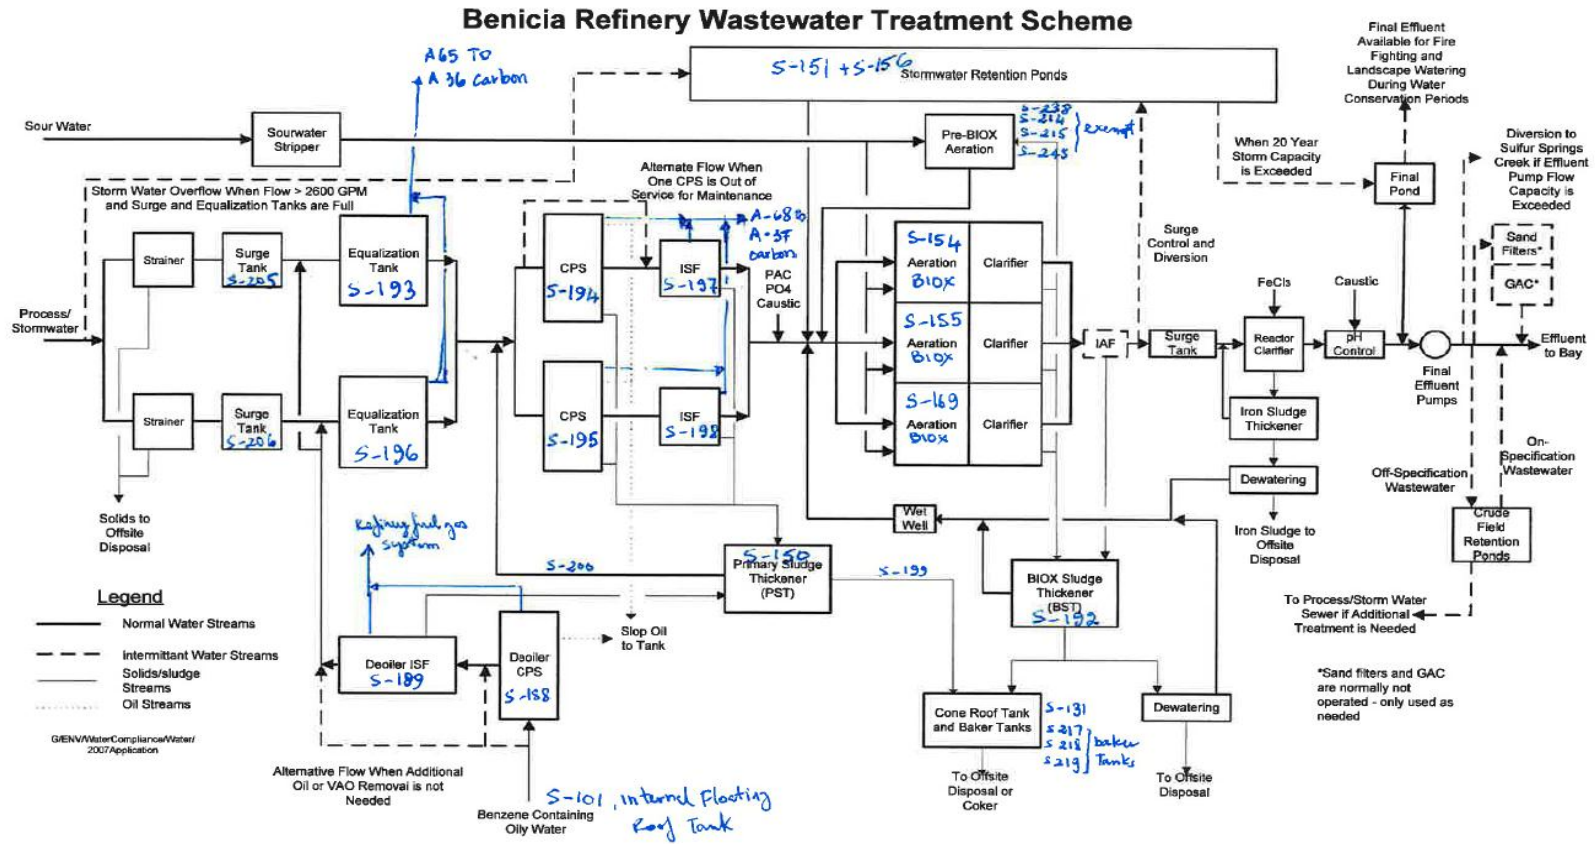 Benicia Refinery Wastewater Treatment Scheme
A65 TO
A 36 carbon
S-151 + S-156
Stormwater Retention Ponds
Final Effluent
Available for Fire
Fighting and
Landscape Watering
During Water
Conservation Periods
Sour Water
Sourwater
Stripper
Pre-BIOX
Aeration
S-238
S-214
S-215
S-245
exempt
When 20 Year
Storm Capacity
is Exceeded
Final
Pond
Diversion to
Sulfur Springs
Creek if Effluent
Pump Flow
Capacity is
Exceeded
Storm Water Overflow When Flow > 2600 GPM
and Surge and Equalization Tanks are Full
Alternate Flow When
One CPS is Out of
Service for Maintenance
A-68 to
A-37
carbon
Surge
Control and
Diversion
Sand
Filters*
GAC*
Strainer
Surge
Tank
S-205
Equalization
Tank
S-193
CPS
S-194
ISF
S-197
PAC
PO4
Caustic
S-154
Aeration
BIOX
Clarifier
Process/
Stormwater
S-155
Aeration
BIOX
Clarifier
IAF
Surge
Tank
FeCl3
Reactor
Clarifier
Caustic
pH
Control
Final
Effluent
Pumps
Effluent
to Bay
Strainer
Surge
Tank
S-206
Equalization
Tank
S-196
CPS
S-195
ISF
S-198
S-169
Aeration
BIOX
Clarifier
Iron Sludge
Thickener
Dewatering
Iron Sludge to
Offsite
Disposal
Off-Specification
Wastewater
On-
Specification
Wastewater
Crude
Field
Retention
Ponds
Solids to
Offsite
Disposal
Refinery fuel gas
system
Wet
Well
S-200
S-150
Primary Sludge
Thickener
(PST)
S-199
BIOX Sludge
Thickener
(BST)
S-192
To Process/Storm Water
Sewer if Additional
Treatment is Needed
Legend
Normal Water Streams
Intermittant Water Streams
Solids/sludge
Streams
Oil Streams
G/ENV/WaterCompliance/Water/
2007Application
Deoiler ISF
S-189
Deoiler
CPS
S-188
Slop Oil
to Tank
Cone Roof Tank
and Baker Tanks
S-131
S 217
S 218
S 219
baker
Tanks
Dewatering
*Sand filters and GAC
are normally not
operated - only used as
needed
To Offsite
Disposal or
Coker
To Offsite
Disposal
Alternative Flow When Additional
Oil or VAO Removal is not
Needed
Benzene Containing
Oily Water
S-101, internal Floating
Roof Tank